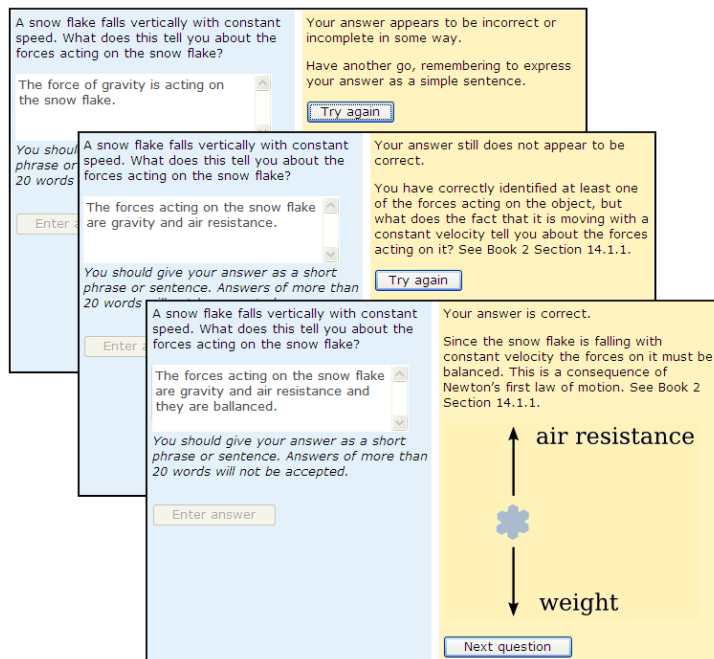 A snow flake falls vertically with constant
speed. What does this tell you about the
forces acting on the snow flake?
The force of gravity is acting on
the snow flake.
You
phrase or
20 words
Enter
Your answer appears to be incorrect or
incomplete in some way.
Have another go, remembering to express
your answer as a simple sentence.
Try again
A snow flake falls vertically with constant
speed. What does this tell you about the
forces acting on the snow flake?
The forces acting on the snow flake
are gravity and air resistance.
You should give your answer as a short
phrase or sentence. Answers of more than
20 words
Enter
Your answer still does not appear to be
correct.
You have correctly identified at least one
of the forces acting on the object, but
what does the fact that it is moving with a
constant velocity tell you about the forces
acting on it? See Book 2 Section 14.1.1.
Try again
A snow flake falls vertically with constant
speed. What does this tell you about the
forces acting on the snow flake?
The forces acting on the snow flake
are gravity and air resistance and
they are ballanced.
You should give your answer as a short
phrase or sentence. Answers of more than
20 words will not be accepted.
Enter answer
Your answer is correct.
Since the snow flake is falling with
constant velocity the forces on it must be
balanced. This is a consequence of
Newton's first law of motion. See Book 2
Section 14.1.1.
air resistance
weight
Next question